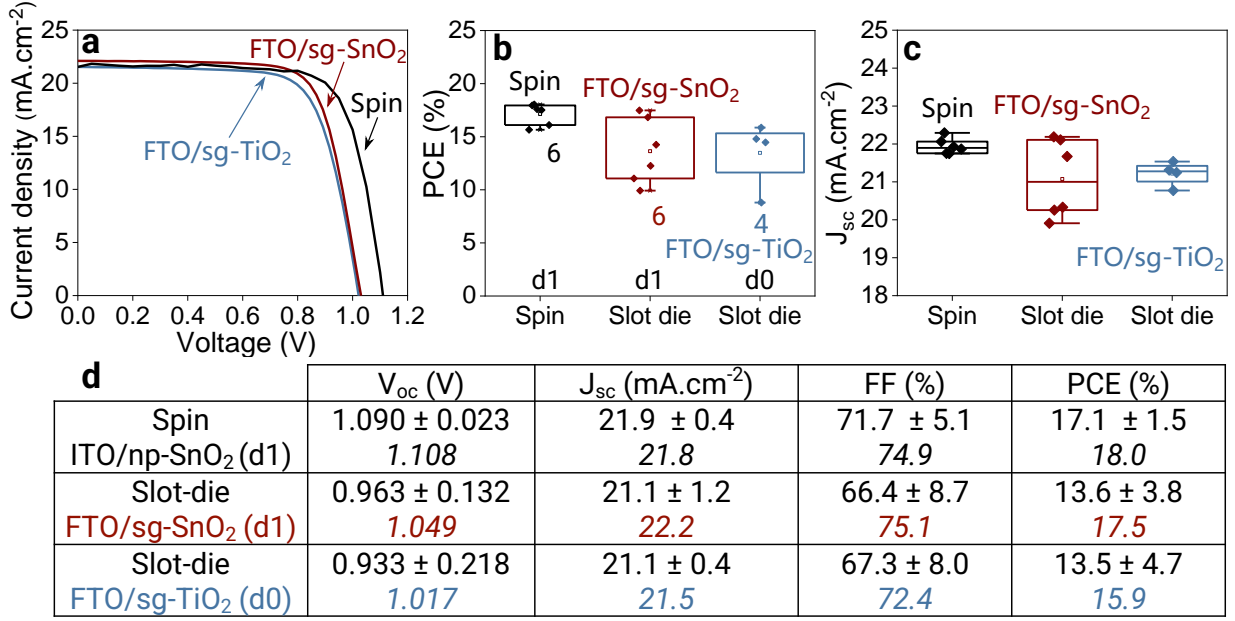 a
FTO/sg-SnO₂
Spin
FTO/sg-TiO₂
Current density (mA.cm⁻²)
25
20
15
10
5
0
0.0 0.2 0.4 0.6 0.8 1.0 1.2
Voltage (V)
b
Spin
FTO/sg-SnO₂
6
6
4
FTO/sg-TiO₂
d1 d1 d0
PCE (%)
25
20
15
10
5
0
Spin Slot die Slot die
c
Spin
FTO/sg-SnO₂
FTO/sg-TiO₂
J_sc (mA.cm⁻²)
25
24
23
22
21
20
19
18
Spin Slot die Slot die
d V_oc (V) J_sc (mA.cm⁻²) FF (%) PCE (%)
Spin 1.090 ± 0.023 21.9 ± 0.4 71.7 ± 5.1 17.1 ± 1.5
ITO/np-SnO₂ (d1) 1.108 21.8 74.9 18.0
Slot-die 0.963 ± 0.132 21.1 ± 1.2 66.4 ± 8.7 13.6 ± 3.8
FTO/sg-SnO₂ (d1) 1.049 22.2 75.1 17.5
Slot-die 0.933 ± 0.218 21.1 ± 0.4 67.3 ± 8.0 13.5 ± 4.7
FTO/sg-TiO₂ (d0) 1.017 21.5 72.4 15.9